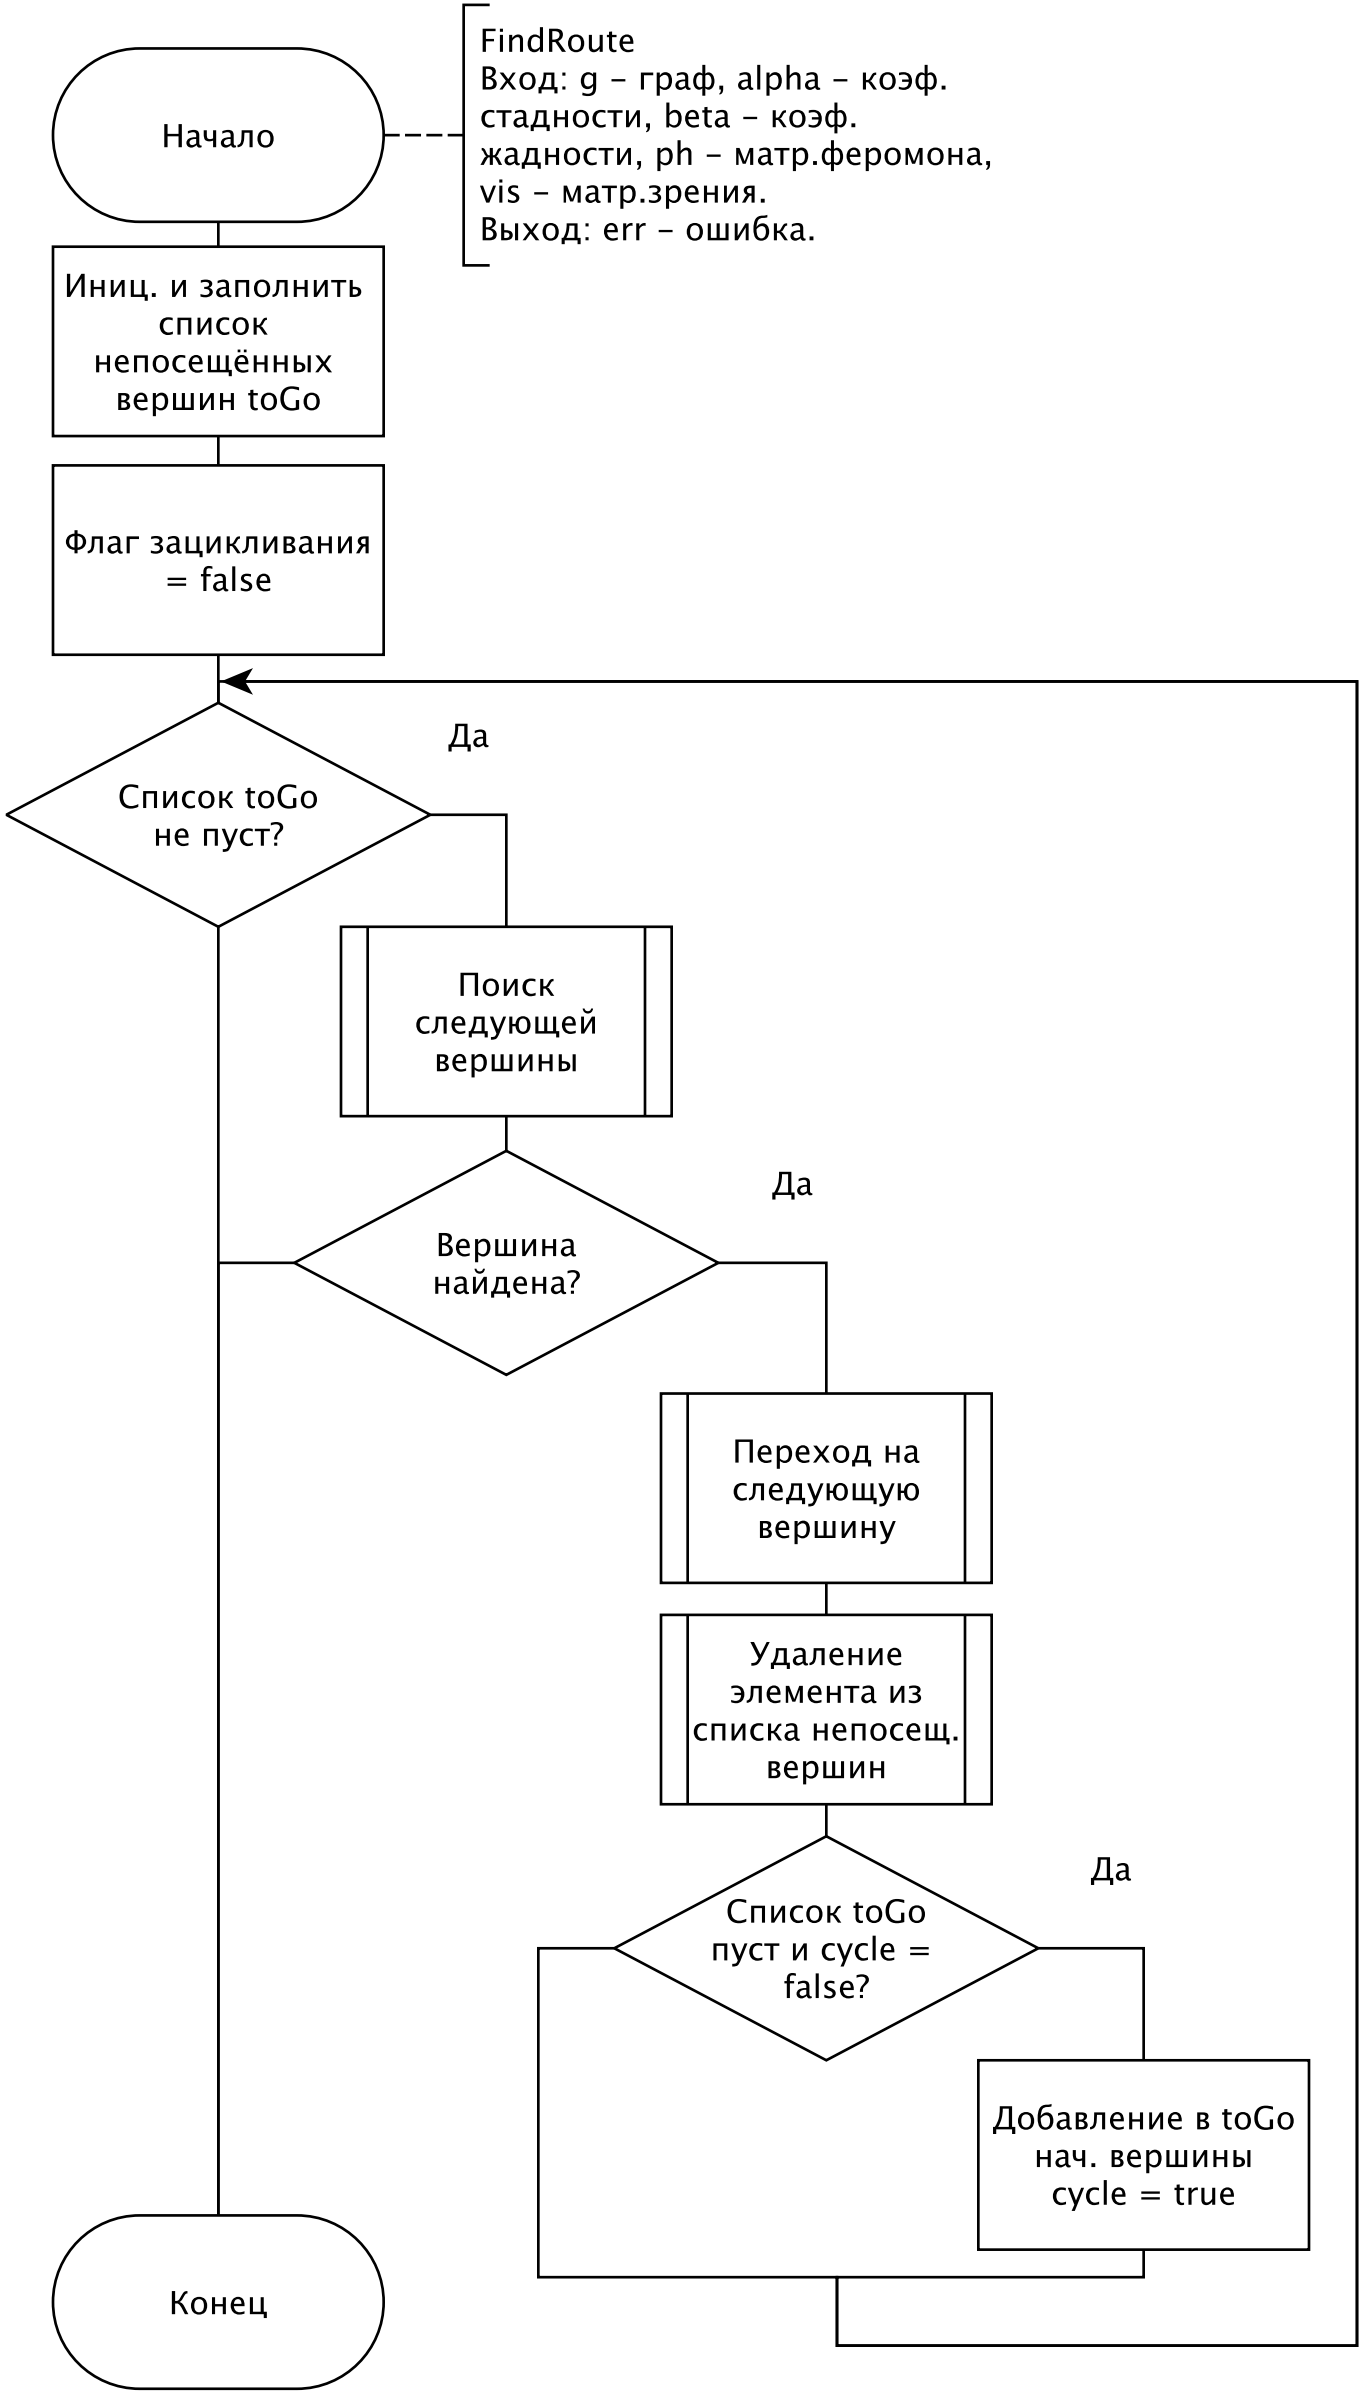 Начало
FindRoute
Вход: g – граф, alpha – коэф.
стадности, beta – коэф.
жадности, ph – матр.феромона,
vis – матр.зрения.
Выход: err – ошибка.
Иниц. и заполнить
список
непосещённых
вершин toGo
Флаг зацикливания
= false
Да
Список toGo
не пуст?
Поиск
следующей
вершины
Да
Вершина
найдена?
Переход на
следующую
вершину
Удаление
элемента из
списка непосещ.
вершин
Да
Список toGo
пуст и cycle =
false?
Добавление в toGo
нач. вершины
cycle = true
Конец